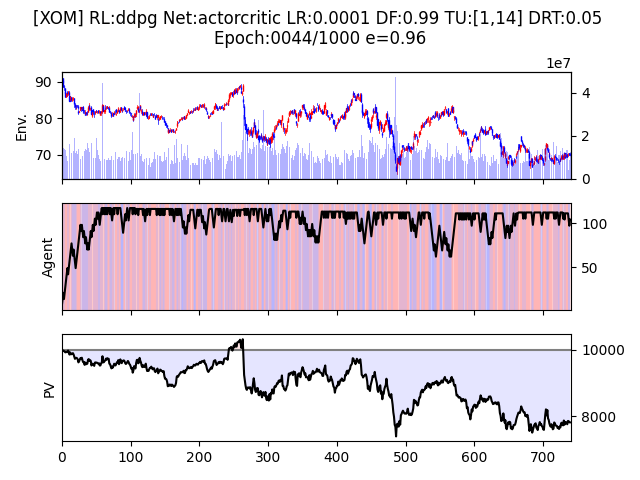 [XOM] RL:ddpg Net:actorcritic LR:0.0001 DF:0.99 TU:[1,14] DRT:0.05
Epoch:0044/1000 e=0.96
1e7
90
80
70
Env.
4
2
0
Agent
100
50
PV
10000
8000
0 100 200 300 400 500 600 700